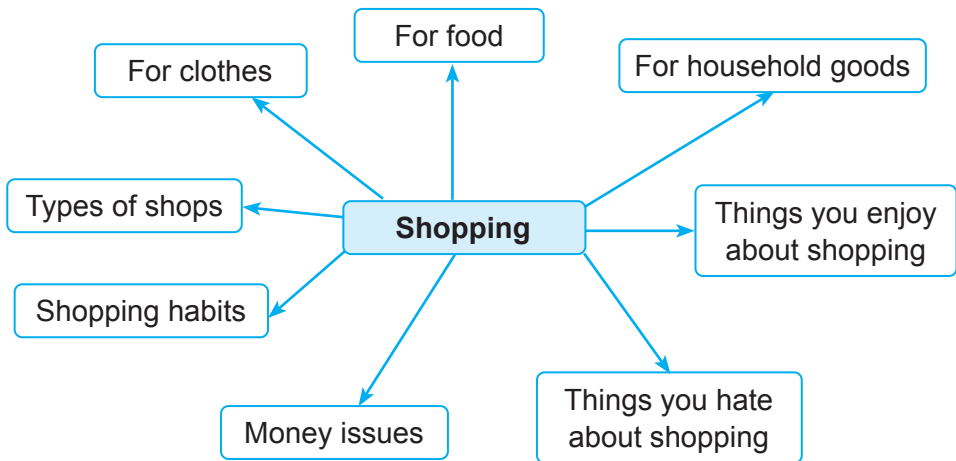 For food
For clothes
For household goods
Types of shops
Shopping
Things you enjoy
about shopping
Shopping habits
Money issues
Things you hate
about shopping